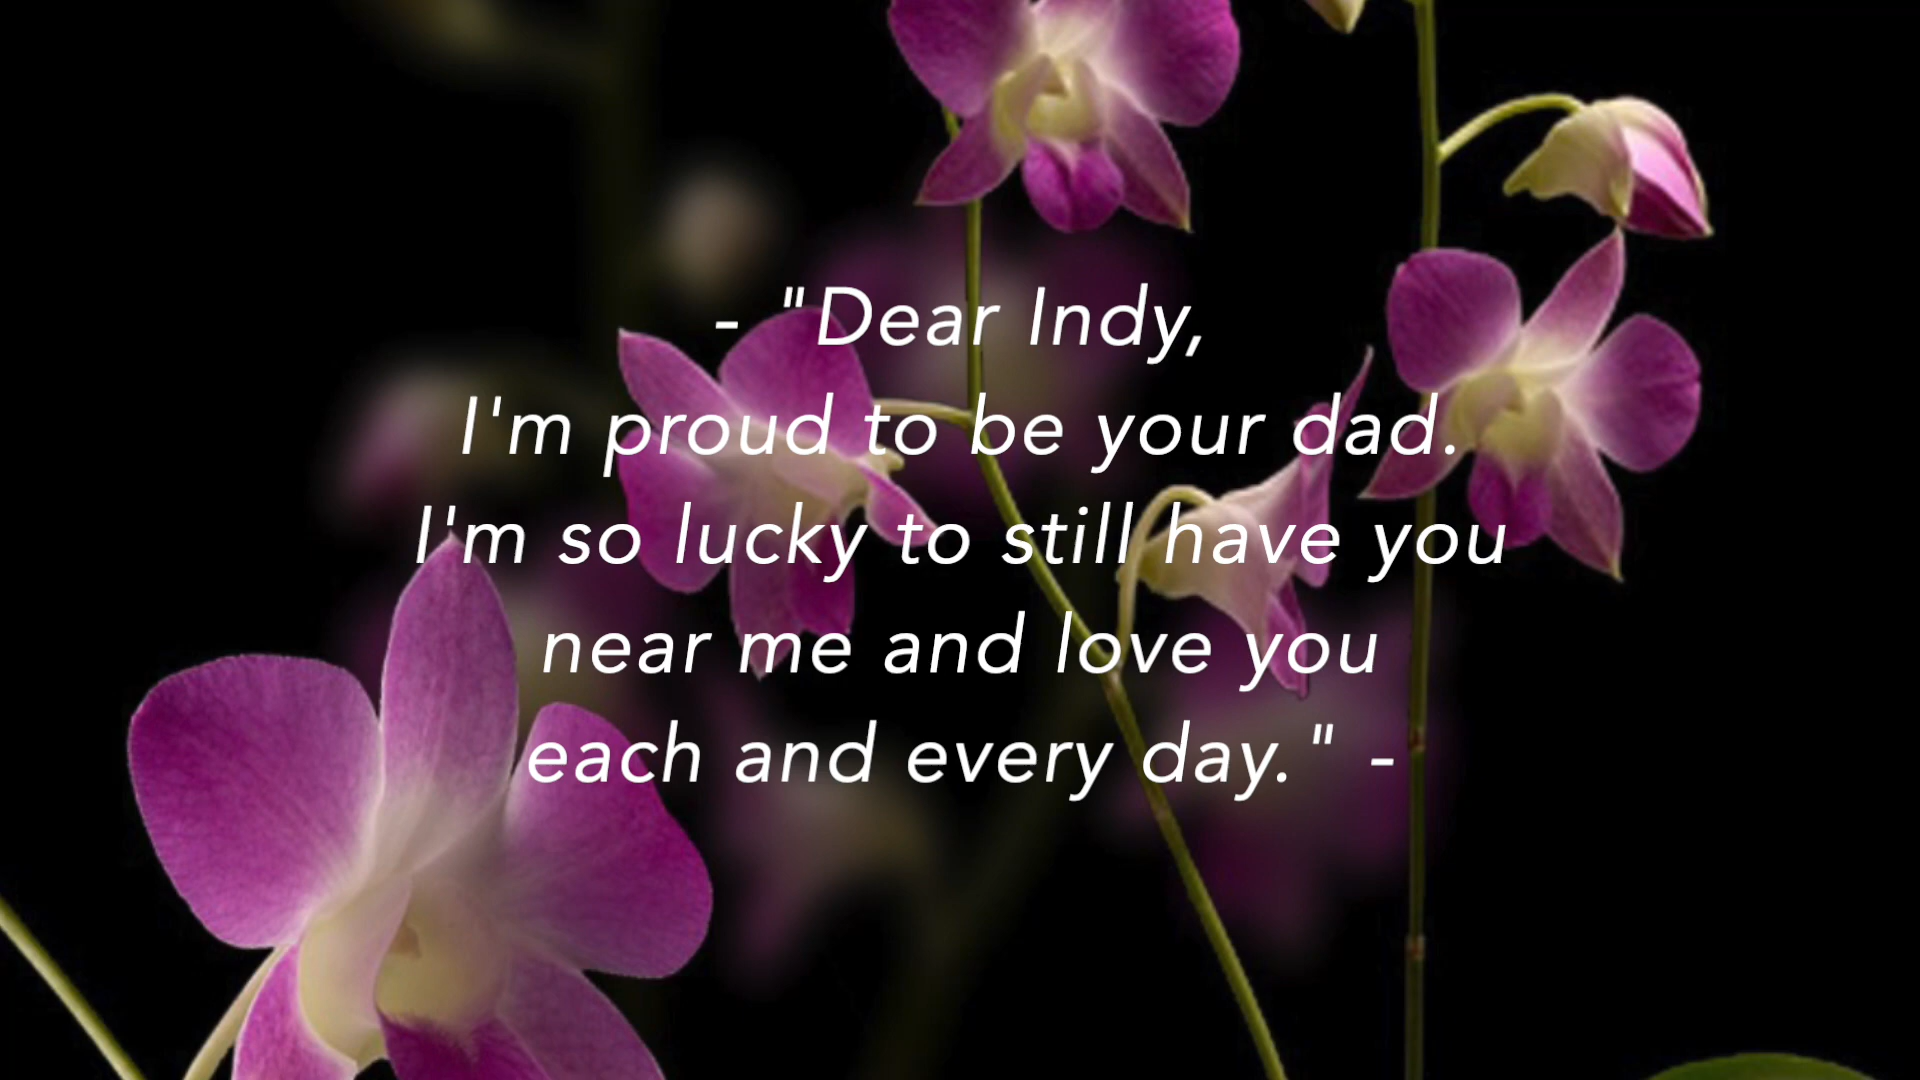 - "Dear Indy,
I'm proud to be your dad.
I'm so lucky to still have you
near me and love you
each and every day." -